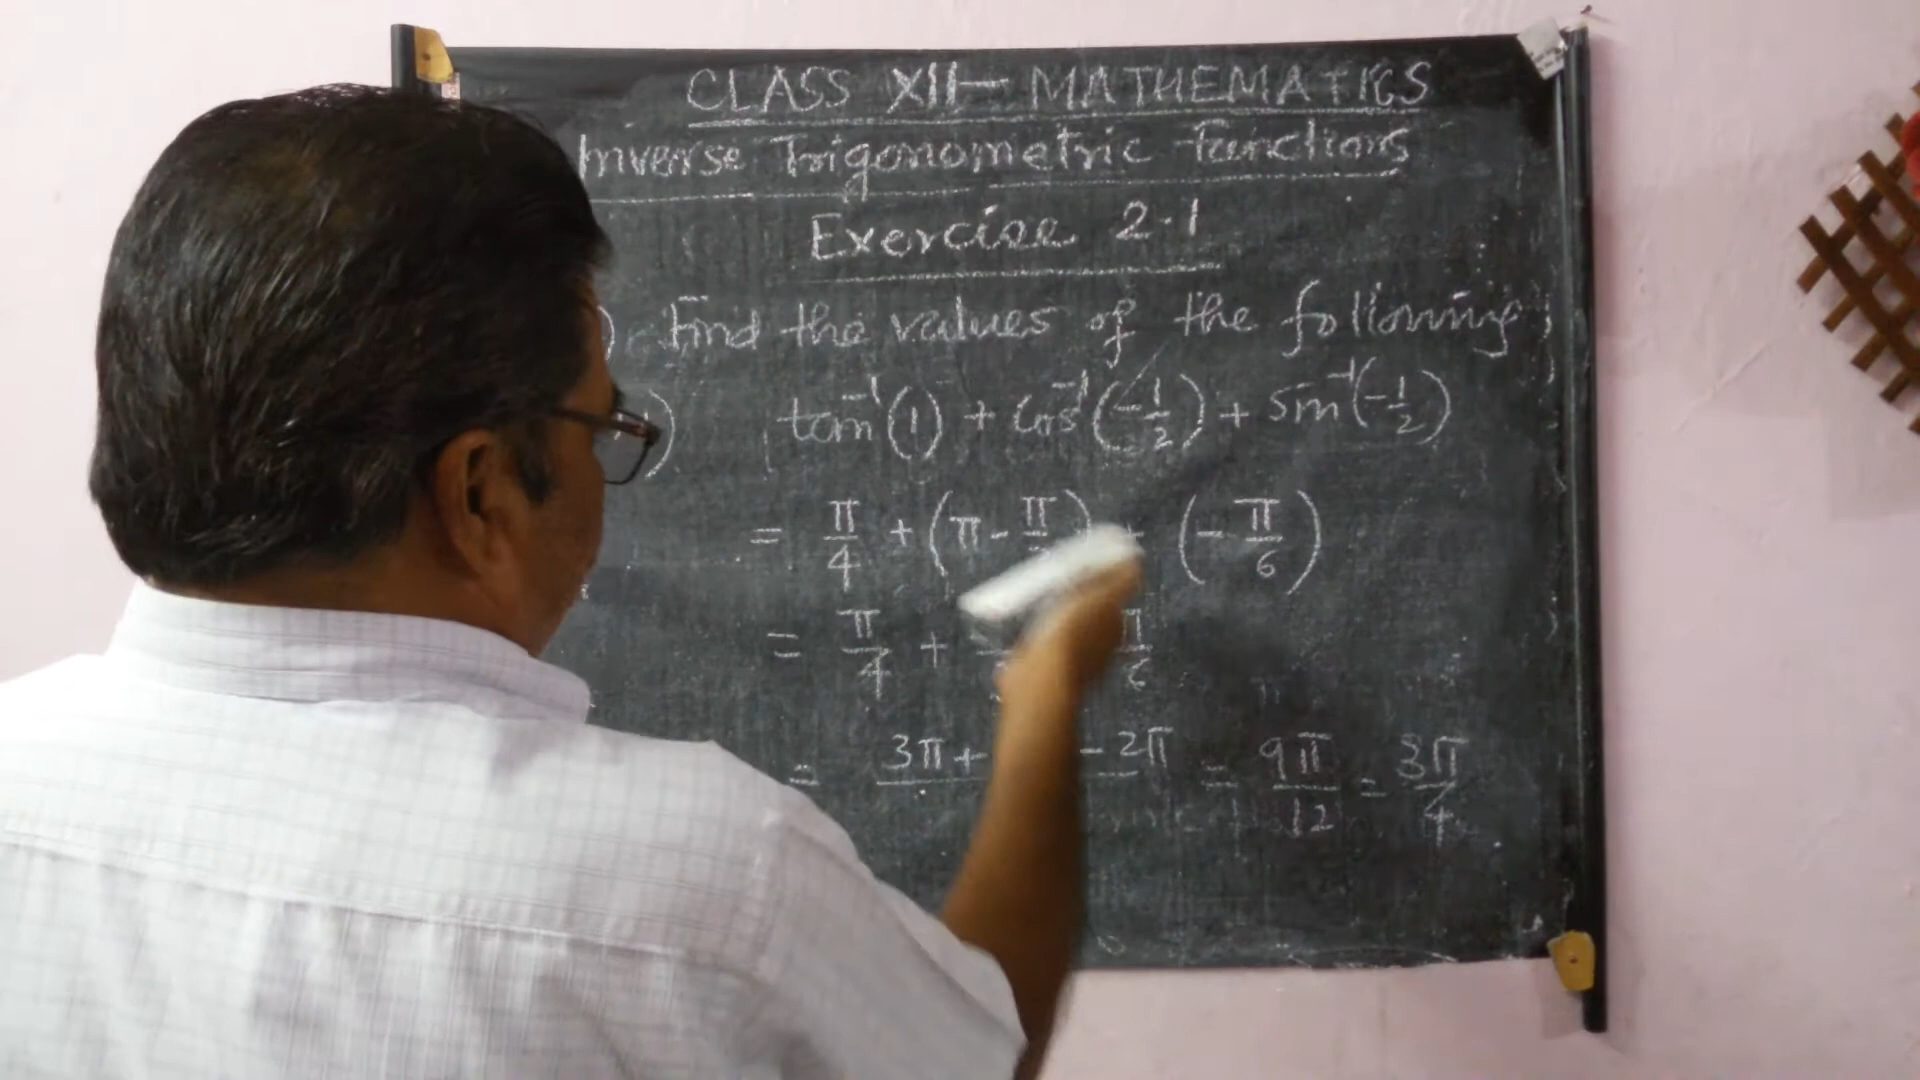 CLASS XII - MATHEMATICS
Inverse Trigonometric Functions
Exercise 2.1
) Find the values of the following;
) tan⁻¹(1) + cos⁻¹(-1/2) + sin⁻¹(-1/2)
= π/4 + (π - π/ ) + (-π/6)
= π/4 + π/6
= 3π + - 2π = 9π/12 = 3π/4